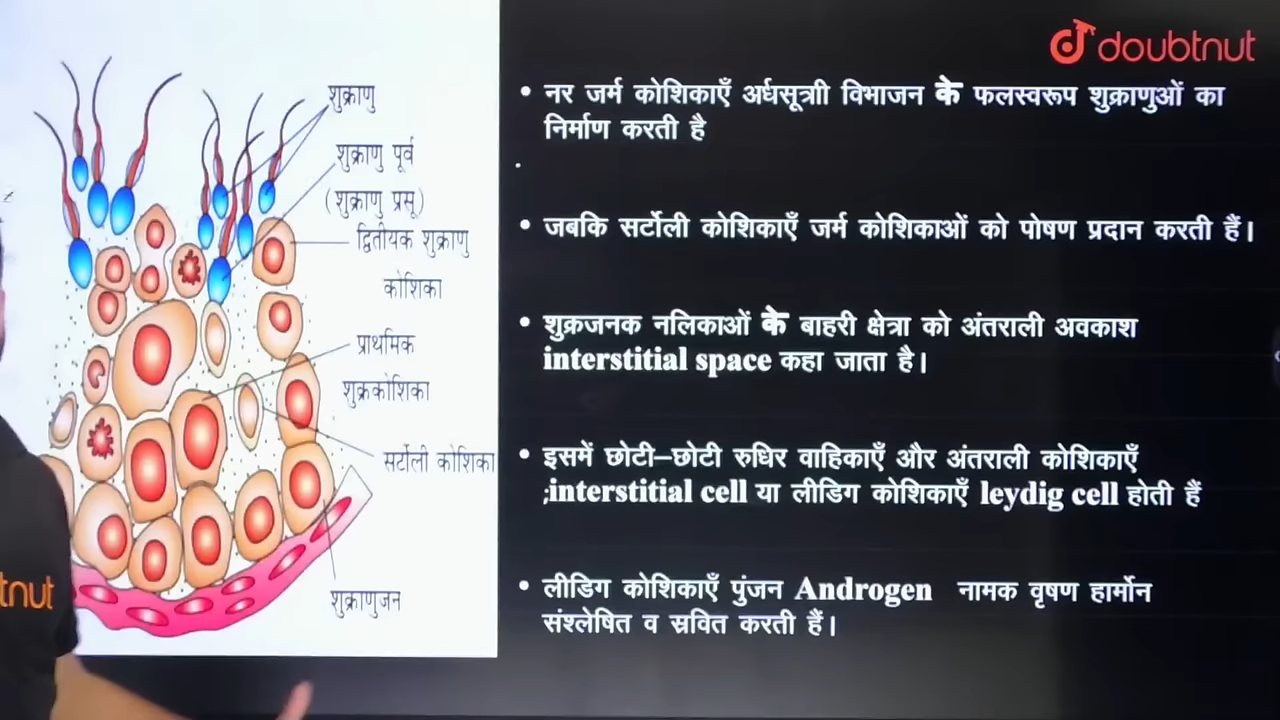 doubtnut
शुक्राणु
शुक्राणु पूर्व
(शुक्राणु प्रसू)
द्वितीयक शुक्राणु
कोशिका
प्राथमिक
शुक्रकोशिका
सर्टोली कोशिका
शुक्राणुजन
• नर जर्म कोशिकाएँ अर्धसूत्राी विभाजन के फलस्वरूप शुक्राणुओं का
निर्माण करती है
• जबकि सर्टोली कोशिकाएँ जर्म कोशिकाओं को पोषण प्रदान करती हैं।
• शुक्रजनक नलिकाओं के बाहरी क्षेत्रा को अंतराली अवकाश
interstitial space कहा जाता है।
• इसमें छोटी–छोटी रुधिर वाहिकाएँ और अंतराली कोशिकाएँ
;interstitial cell या लीडिग कोशिकाएँ leydig cell होती हैं
• लीडिग कोशिकाएँ पुंजन Androgen नामक वृषण हार्मोन
संश्लेषित व स्रवित करती हैं।
tnut